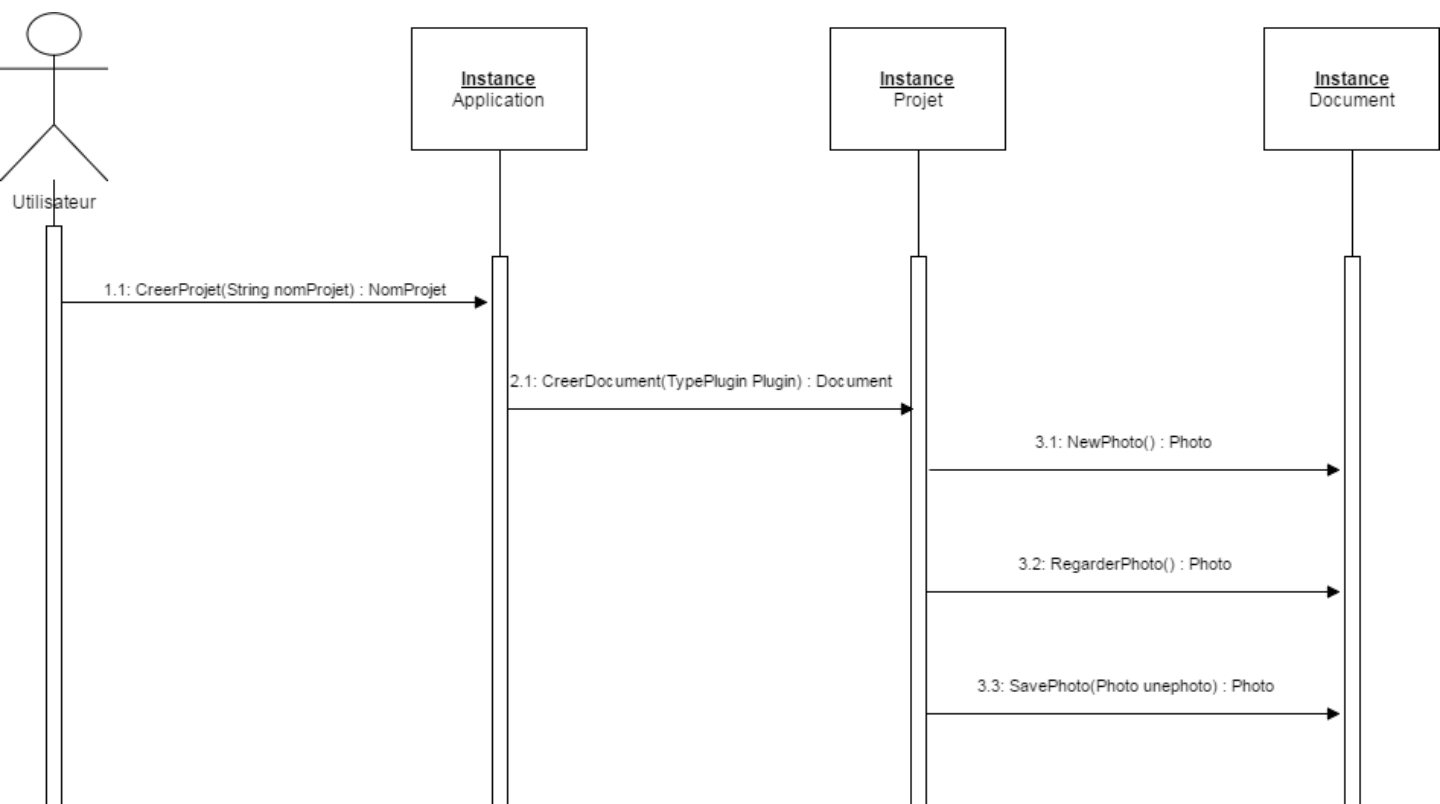 Instance
Application
Instance
Projet
Instance
Document
Utilisateur
1.1: CreerProjet(String nomProjet) : NomProjet
2.1: CreerDocument(TypePlugin Plugin) : Document
3.1: NewPhoto() : Photo
3.2: RegarderPhoto() : Photo
3.3: SavePhoto(Photo unephoto) : Photo